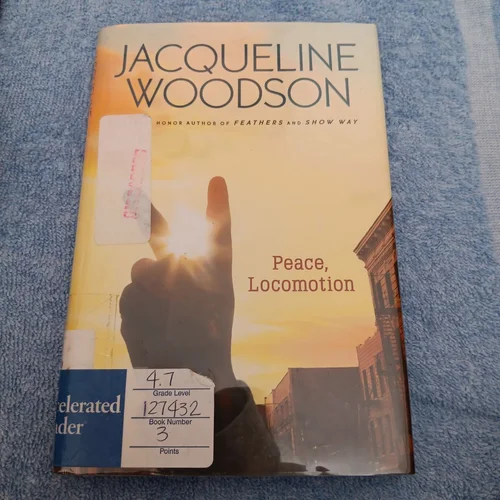 JACQUELINE
WOODSON
HONOR AUTHOR OF FEATHERS AND SHOW WAY
Peace,
Locomotion
elerated
der
4.7
Grade Level
127432
Book Number
3
Points